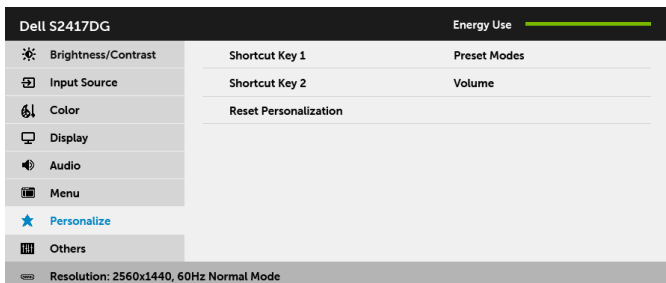 Dell S2417DG Energy Use
Brightness/Contrast Shortcut Key 1 Preset Modes
Input Source Shortcut Key 2 Volume
Color Reset Personalization
Display
Audio
Menu
Personalize
Others
Resolution: 2560x1440, 60Hz Normal Mode